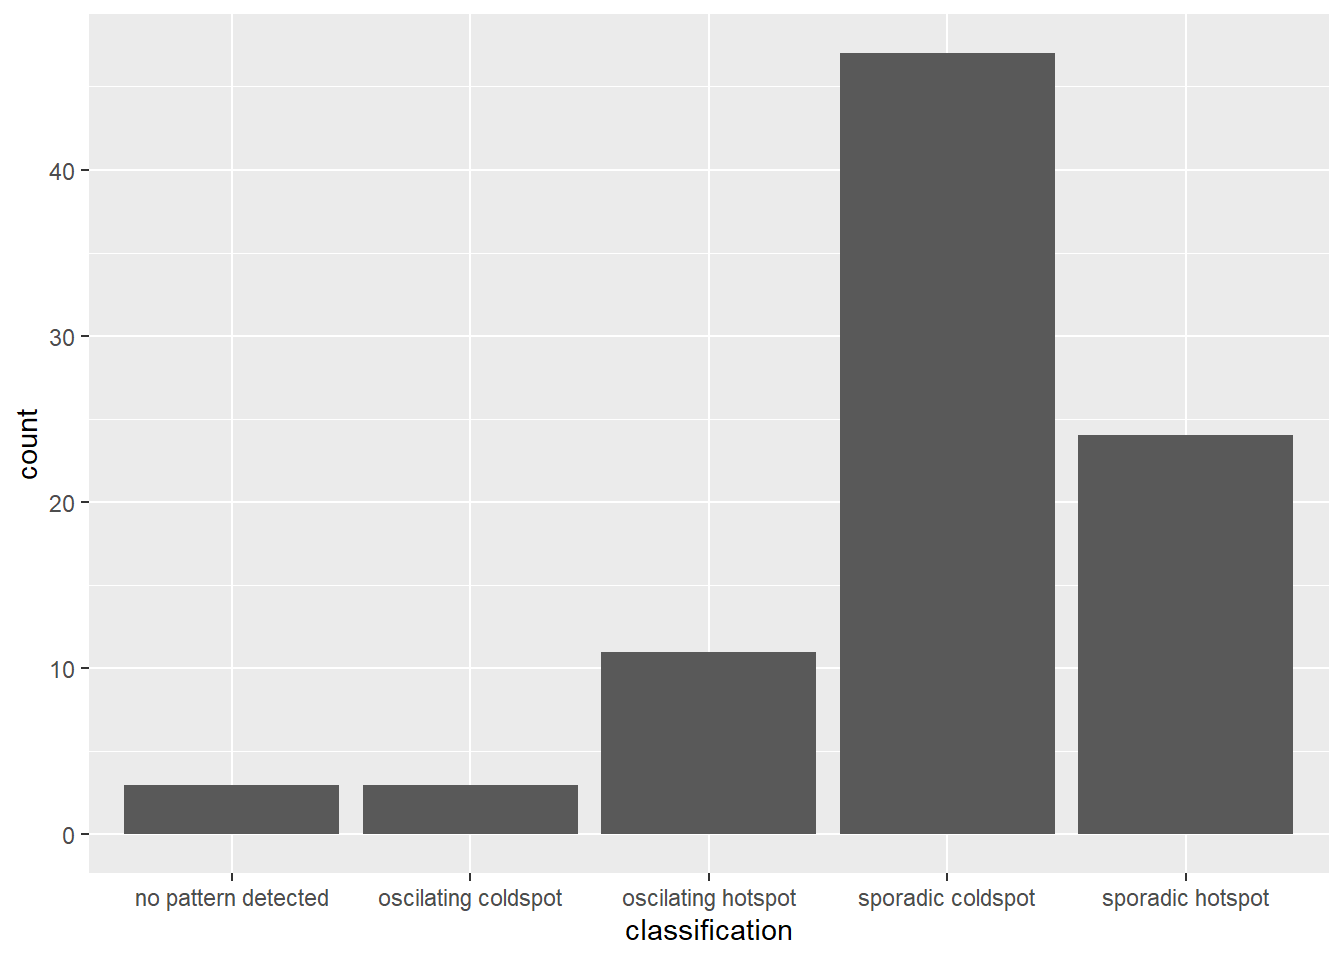 count
40
30
20
10
0
no pattern detected
oscilating coldspot
oscilating hotspot
sporadic coldspot
sporadic hotspot
classification